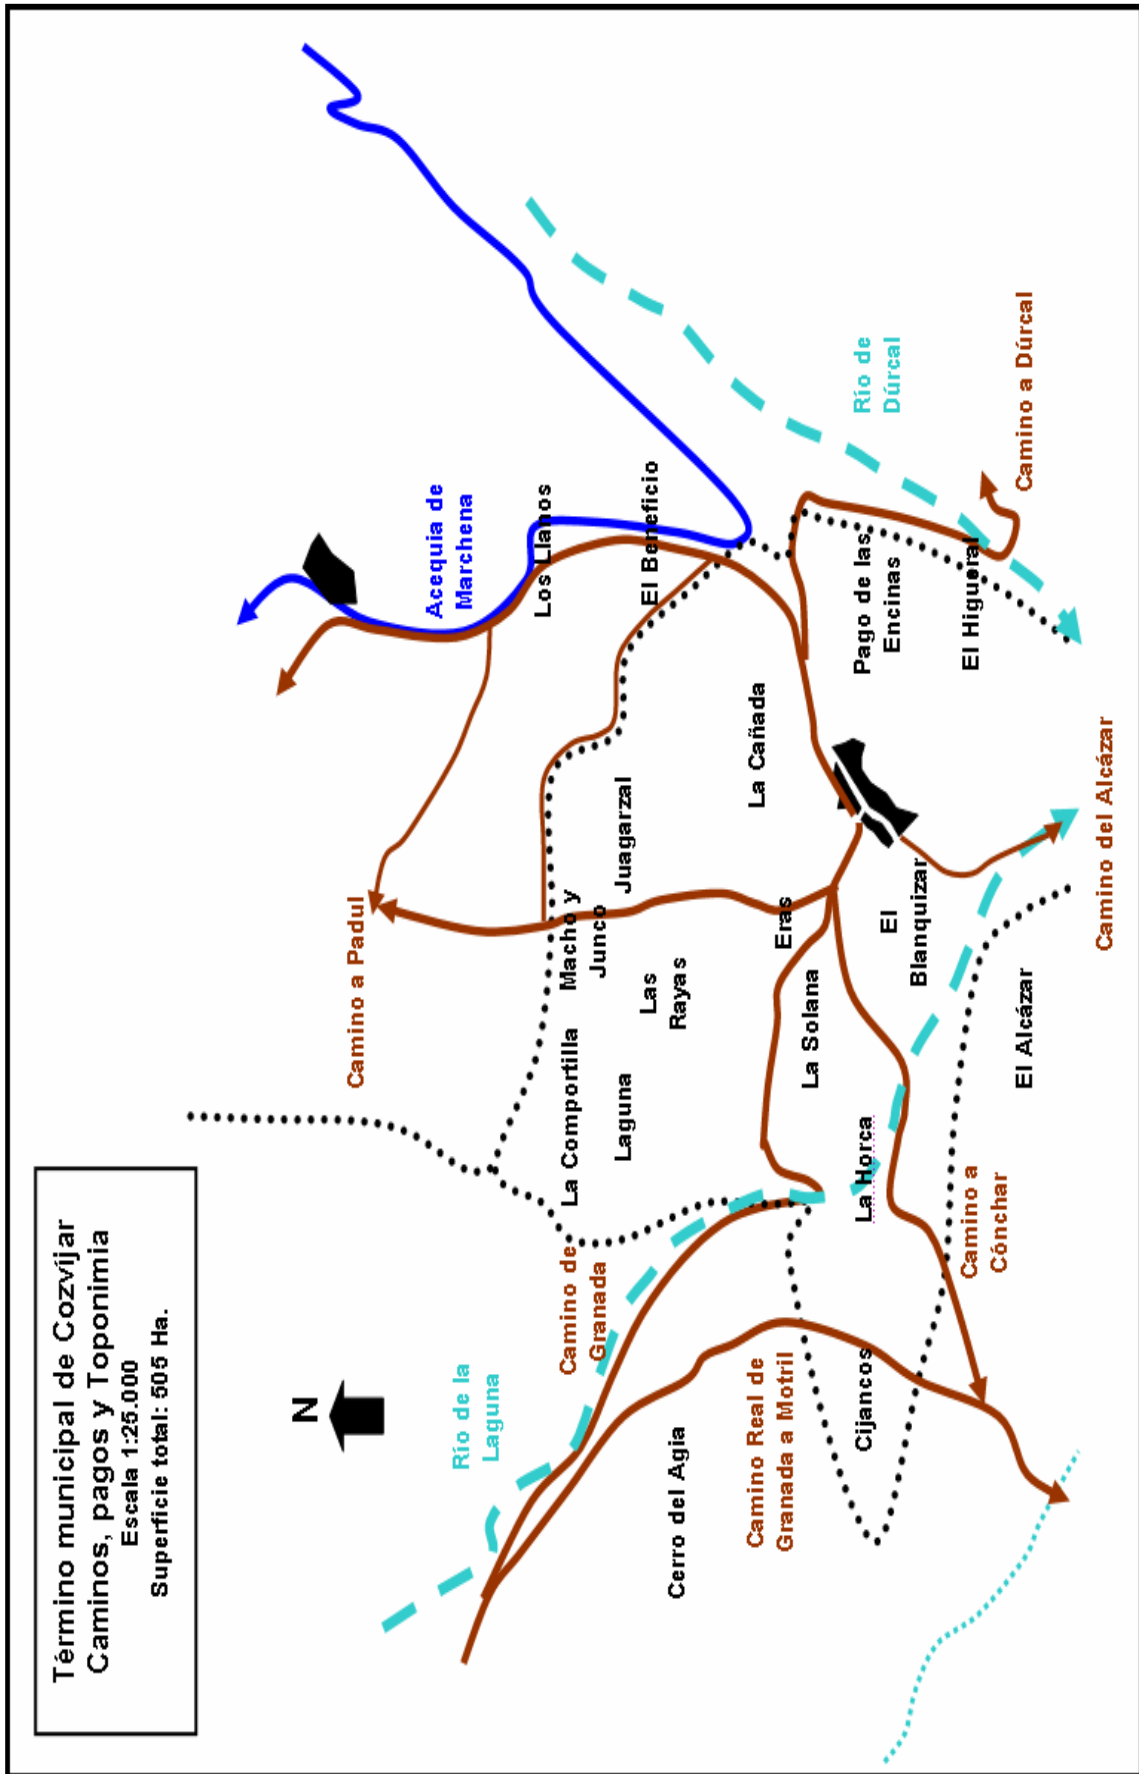 Término municipal de Cozvíjar
Caminos, pagos y Toponimia
Escala 1:25.000
Superficie total: 505 Ha.
N
Río de la
Laguna
Camino a Padul
Acequia de
Marchena
Camino de
Granada
La Comportilla
Macho y
Junco
Los Llanos
Laguna
Las
Rayas
Juagarzal
El Beneficio
Cerro del Agia
Camino Real de
Granada a Motril
La Solana
Eras
La Cañada
Cijancos
La Horca
El
Blanquizar
Pago de las
Encinas
Río de
Dúrcal
Camino a
Cónchar
El Higueral
El Alcázar
Camino a Dúrcal
Camino del Alcázar